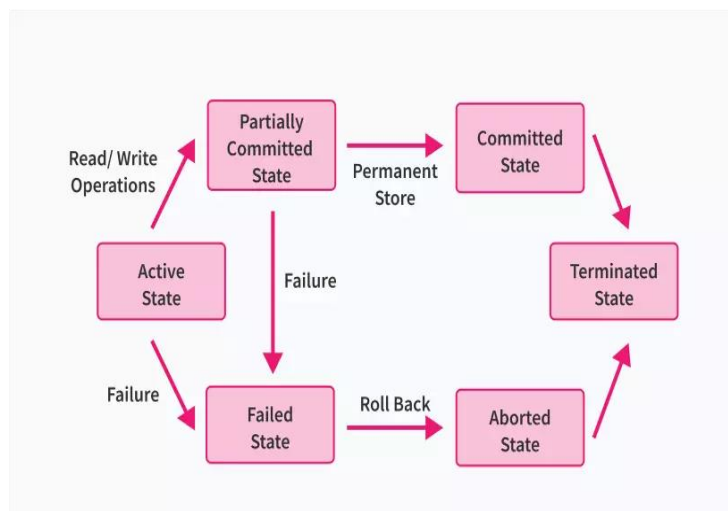 Partially
Committed
State
Committed
State
Read/ Write
Operations
Permanent
Store
Active
State
Failure
Terminated
State
Failure
Failed
State
Roll Back
Aborted
State